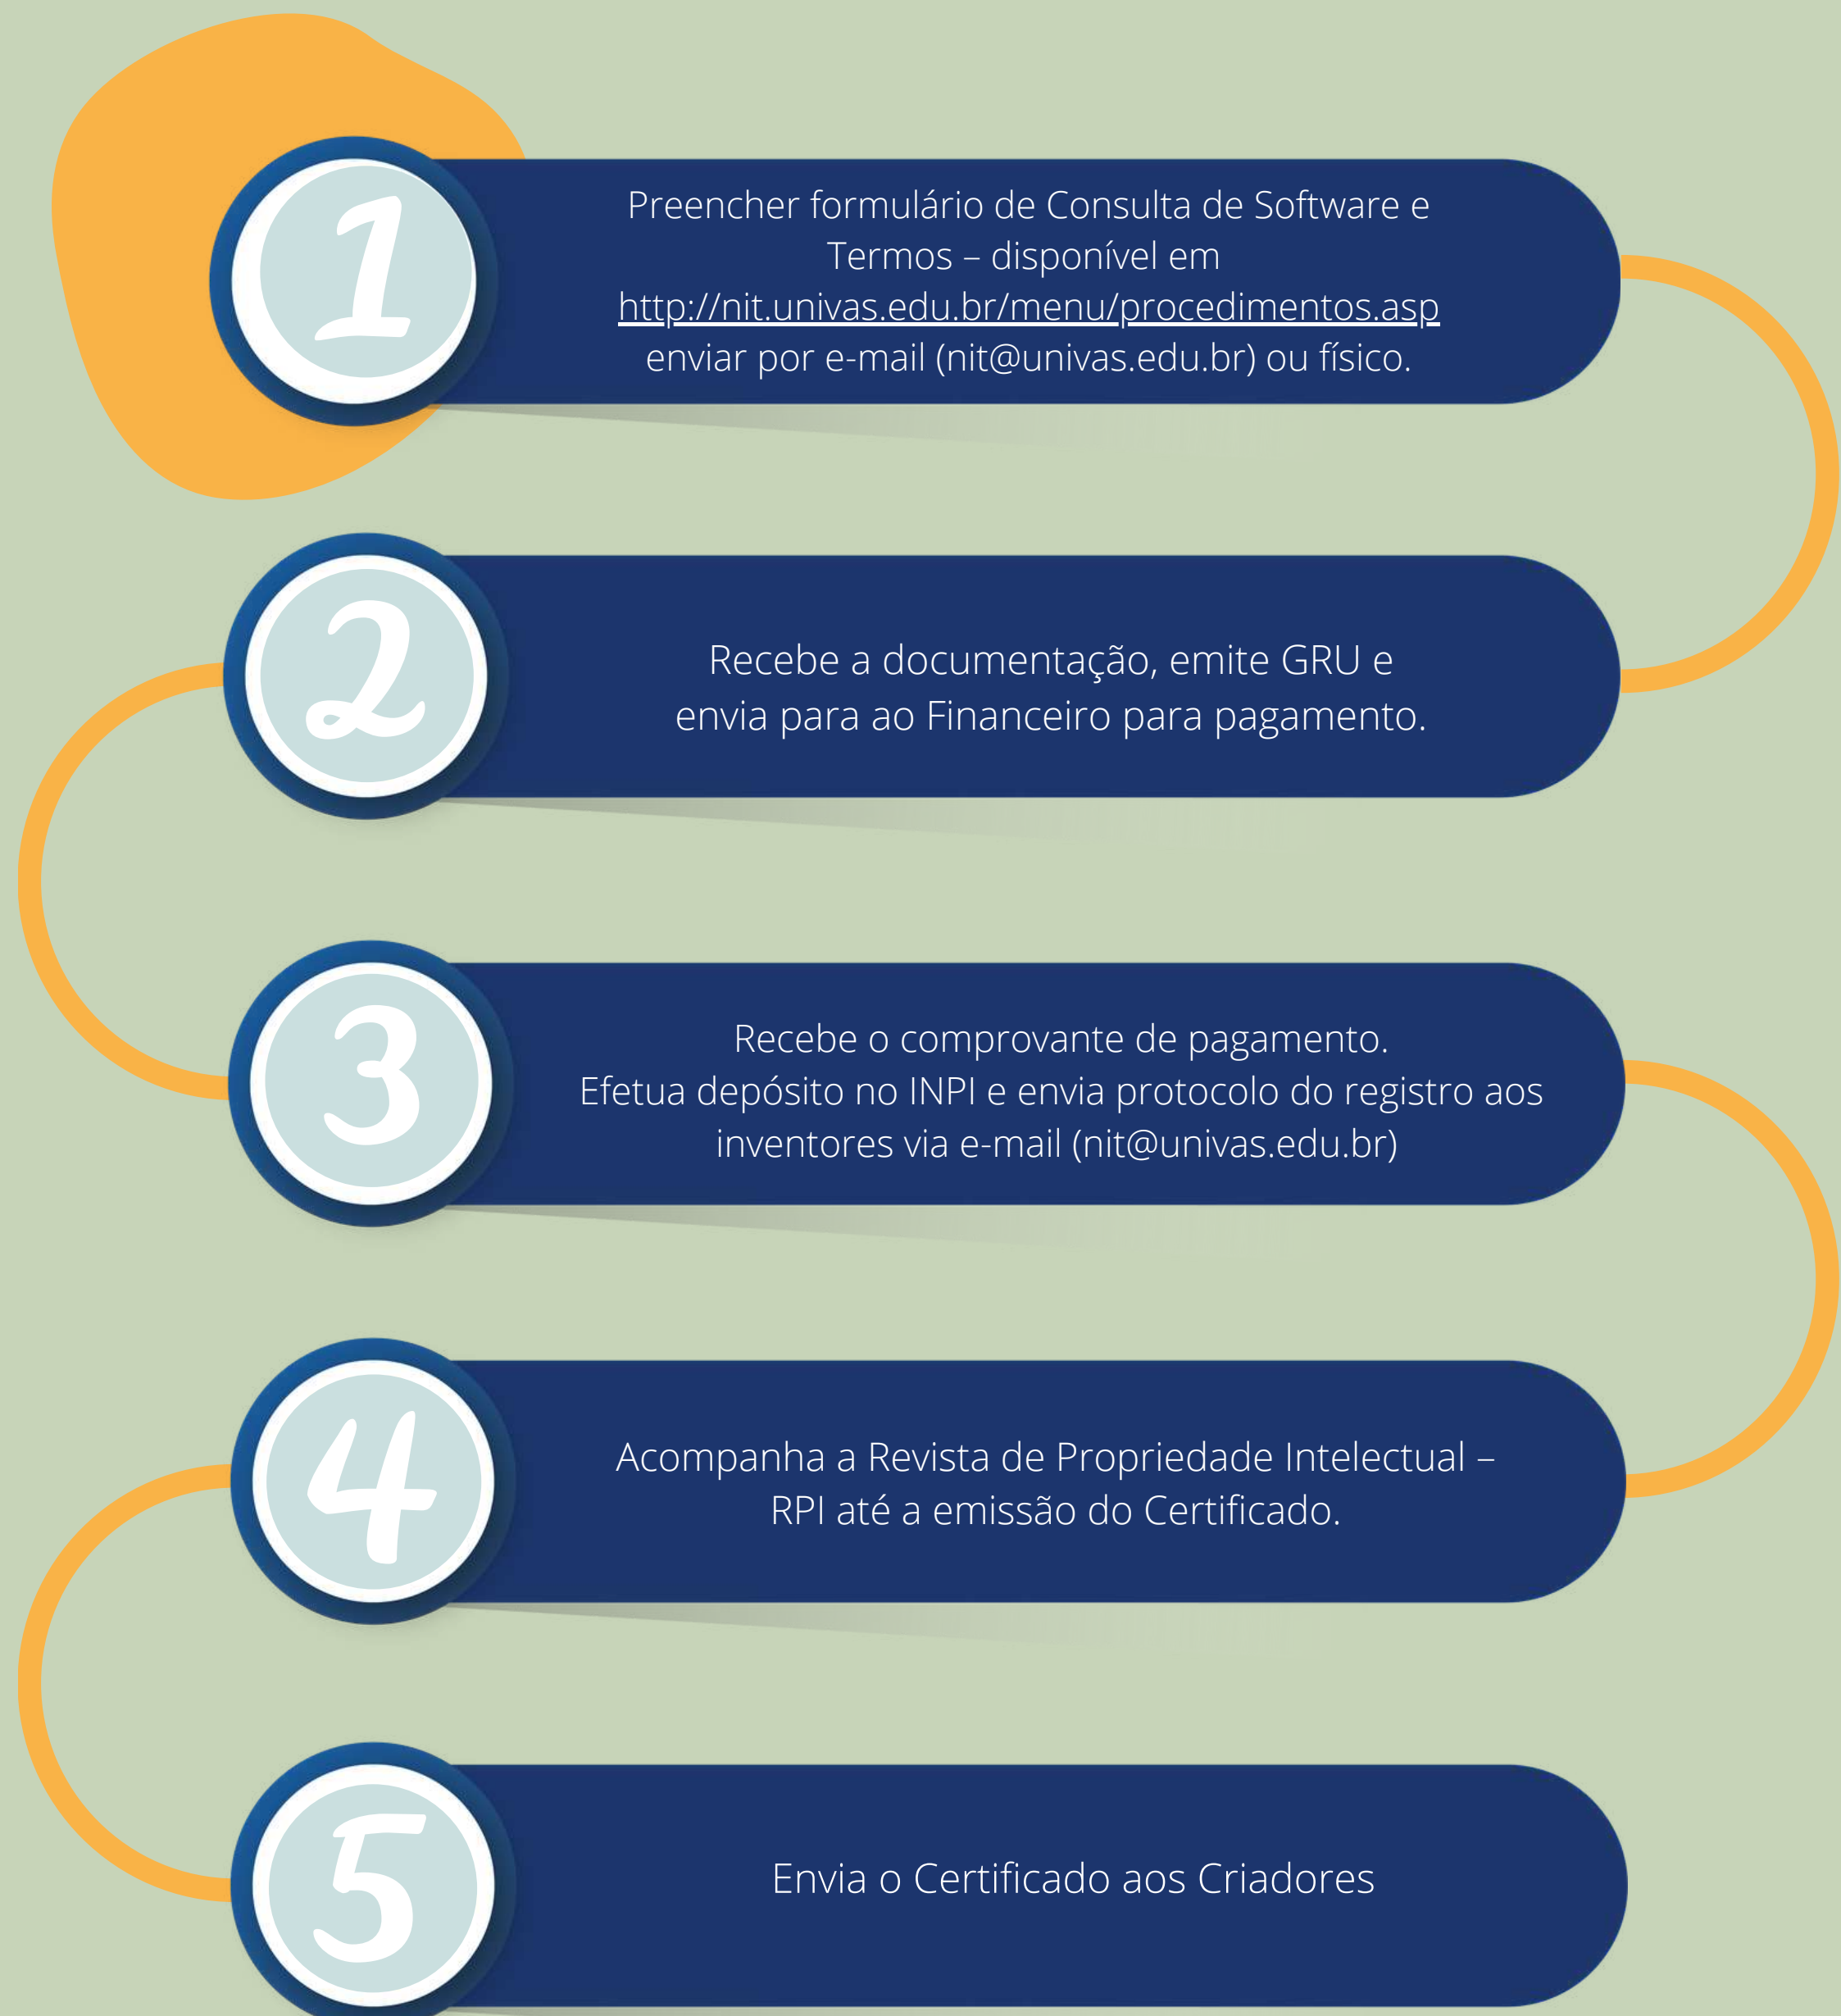 1
Preencher formulário de Consulta de Software e
Termos – disponível em
http://nit.univas.edu.br/menu/procedimentos.asp
enviar por e-mail (nit@univas.edu.br) ou físico.
2
Recebe a documentação, emite GRU e
envia para ao Financeiro para pagamento.
3
Recebe o comprovante de pagamento.
Efetua depósito no INPI e envia protocolo do registro aos
inventores via e-mail (nit@univas.edu.br)
4
Acompanha a Revista de Propriedade Intelectual –
RPI até a emissão do Certificado.
5
Envia o Certificado aos Criadores